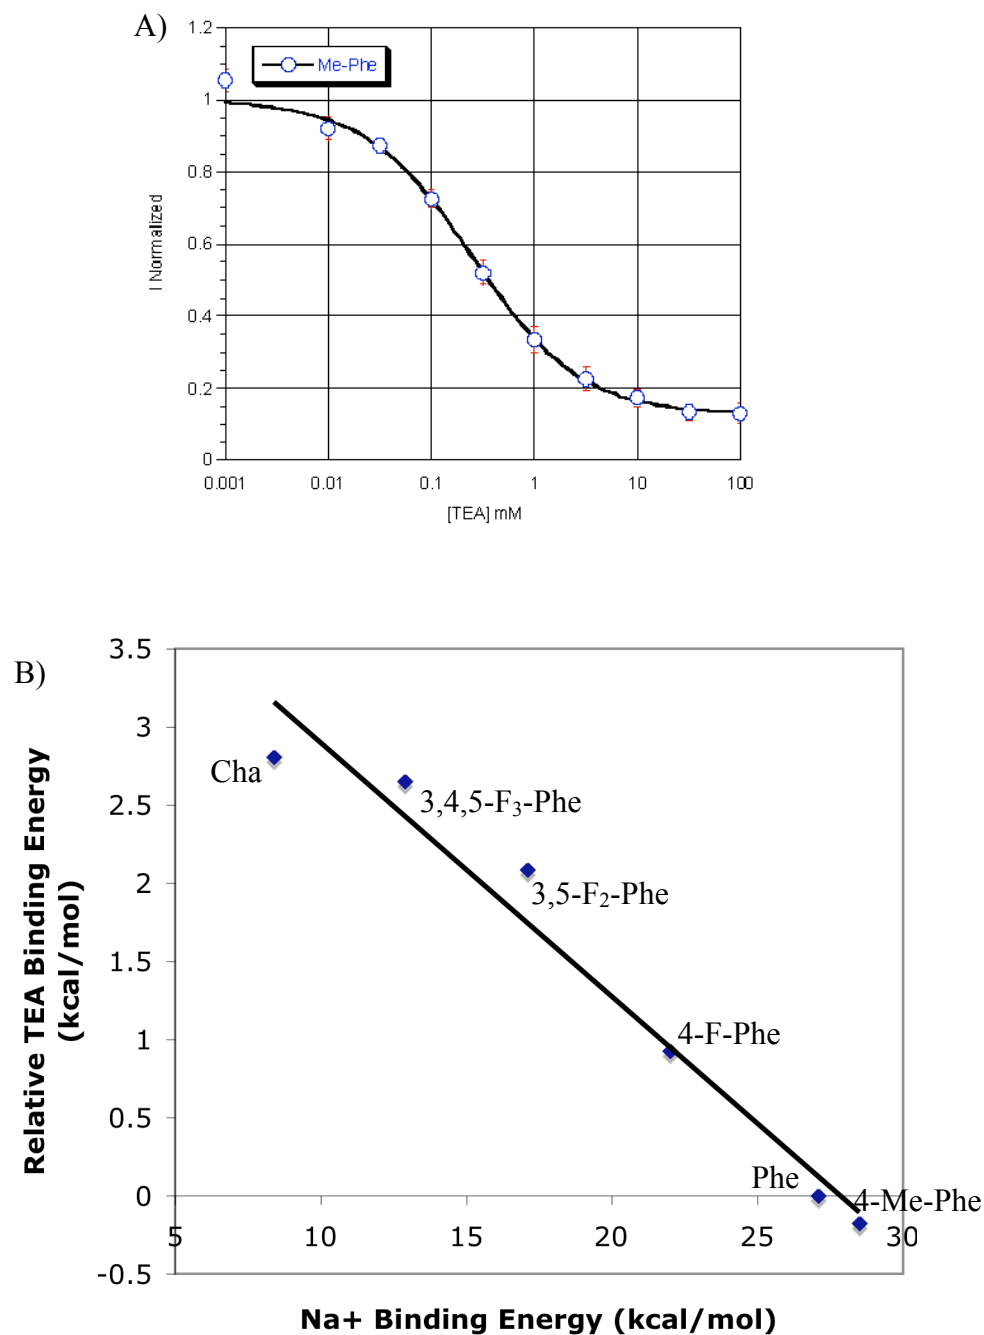 A)
1.2
Me-Phe
1
0.8
0.6
0.4
0.2
0
I Normalized
0.001 0.01 0.1 1 10 100
[TEA] mM
B)
3.5
3
2.5
2
1.5
1
0.5
0
-0.5
Relative TEA Binding Energy
(kcal/mol)
Cha
3,4,5-F₃-Phe
3,5-F₂-Phe
4-F-Phe
Phe
4-Me-Phe
5 10 15 20 25 30
Na+ Binding Energy (kcal/mol)